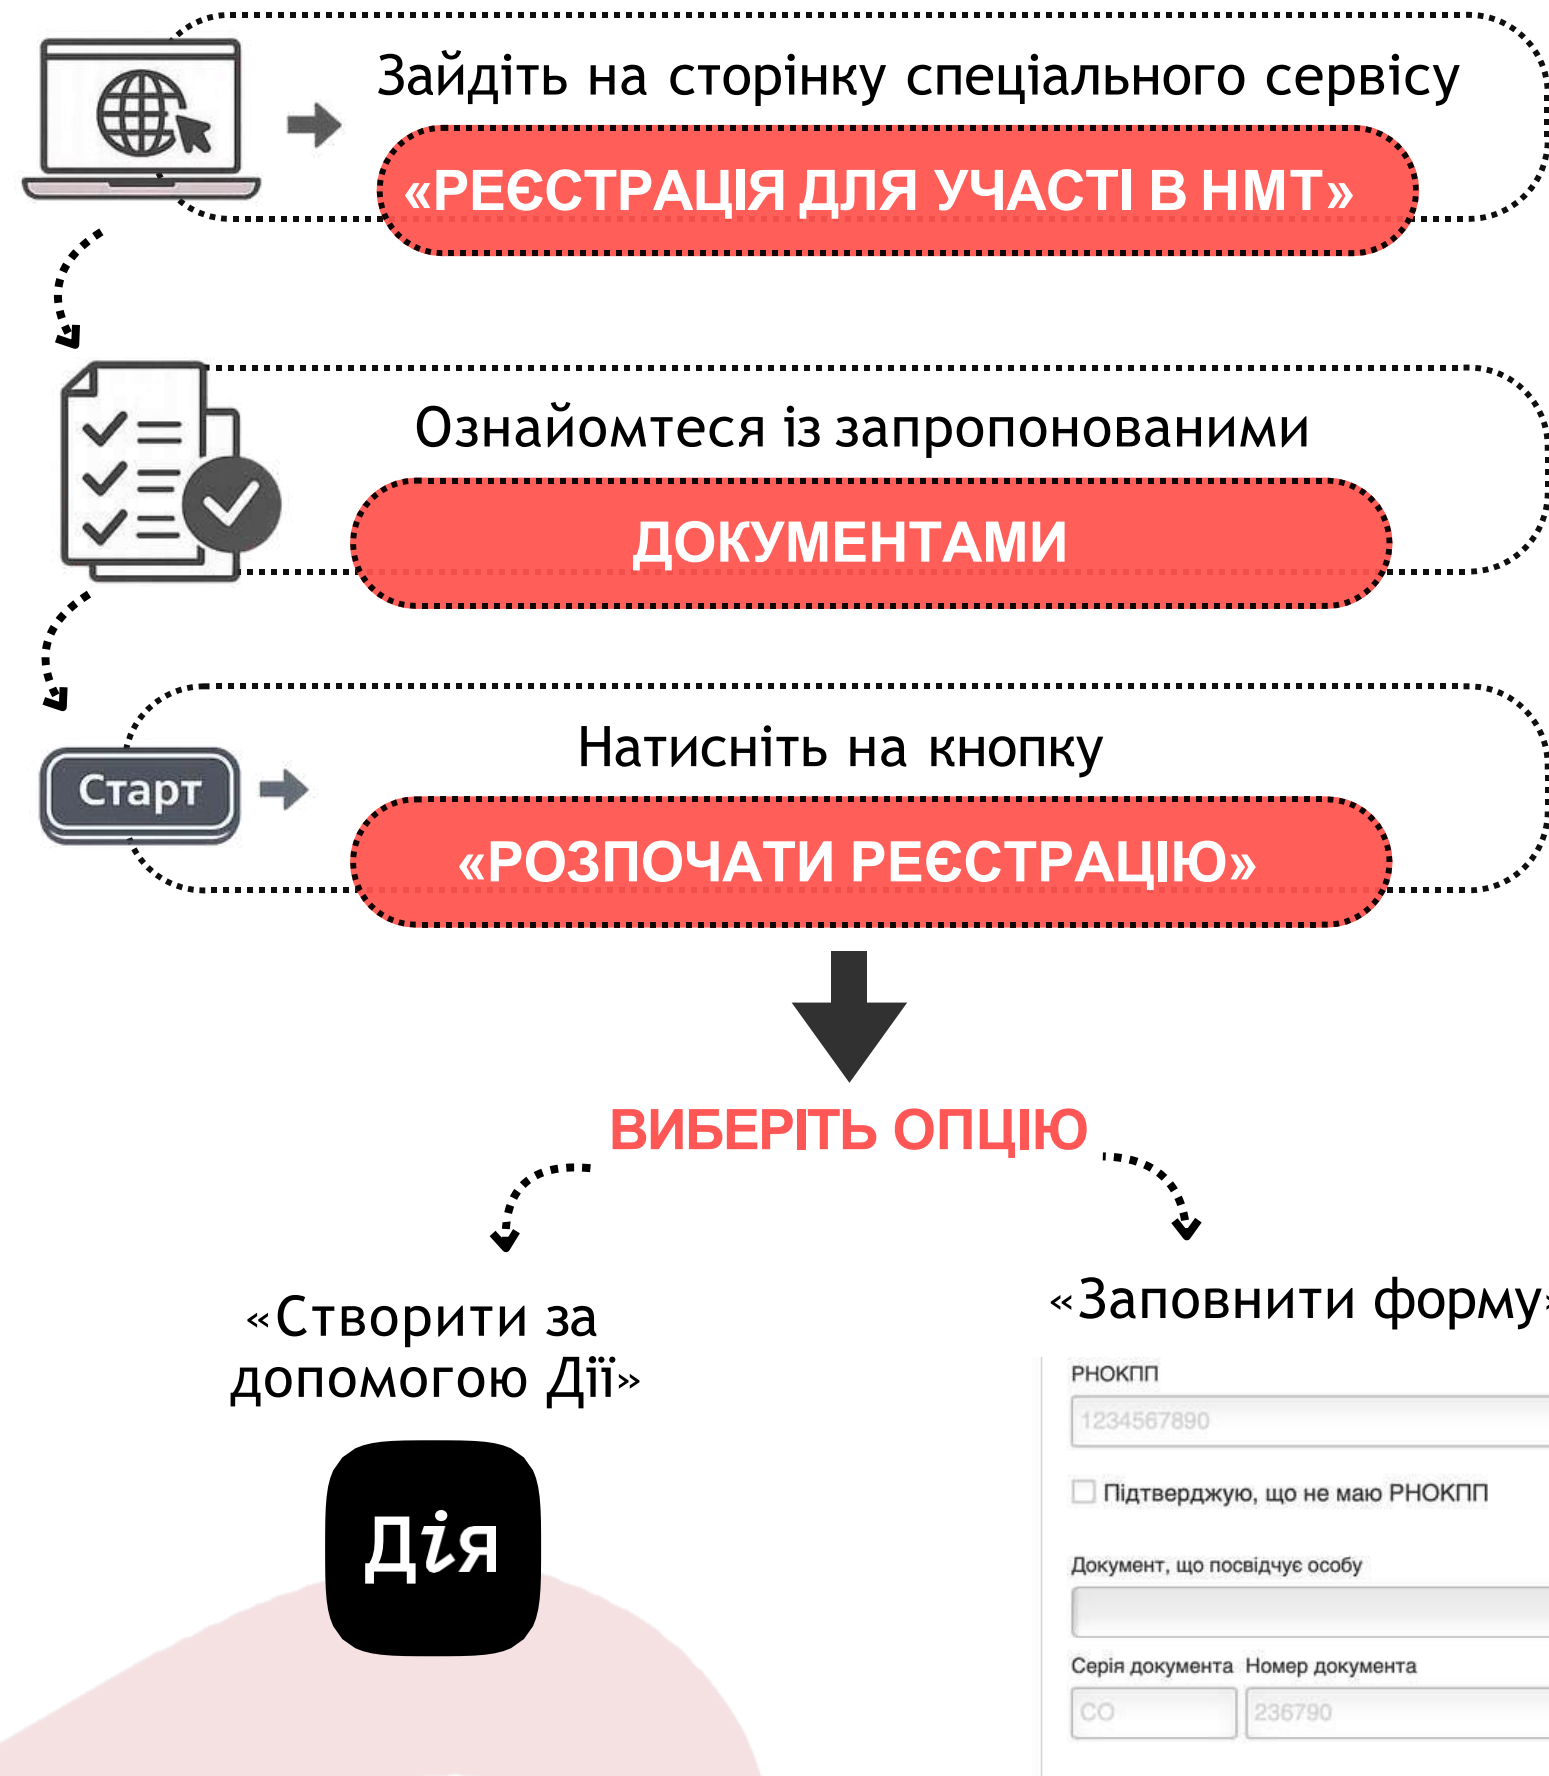 Зайдіть на сторінку спеціального сервісу
«РЕЄСТРАЦІЯ ДЛЯ УЧАСТІ В НМТ»
Ознайомтеся із запропонованими
ДОКУМЕНТАМИ
Натисніть на кнопку
Старт
«РОЗПОЧАТИ РЕЄСТРАЦІЮ»
ВИБЕРІТЬ ОПЦІЮ
«Створити за
допомогою Дії»
Дія
«Заповнити форму»
РНОКПП
1234567890
Підтверджую, що не маю РНОКПП
Документ, що посвідчує особу
Серія документа Номер документа
СО 236790